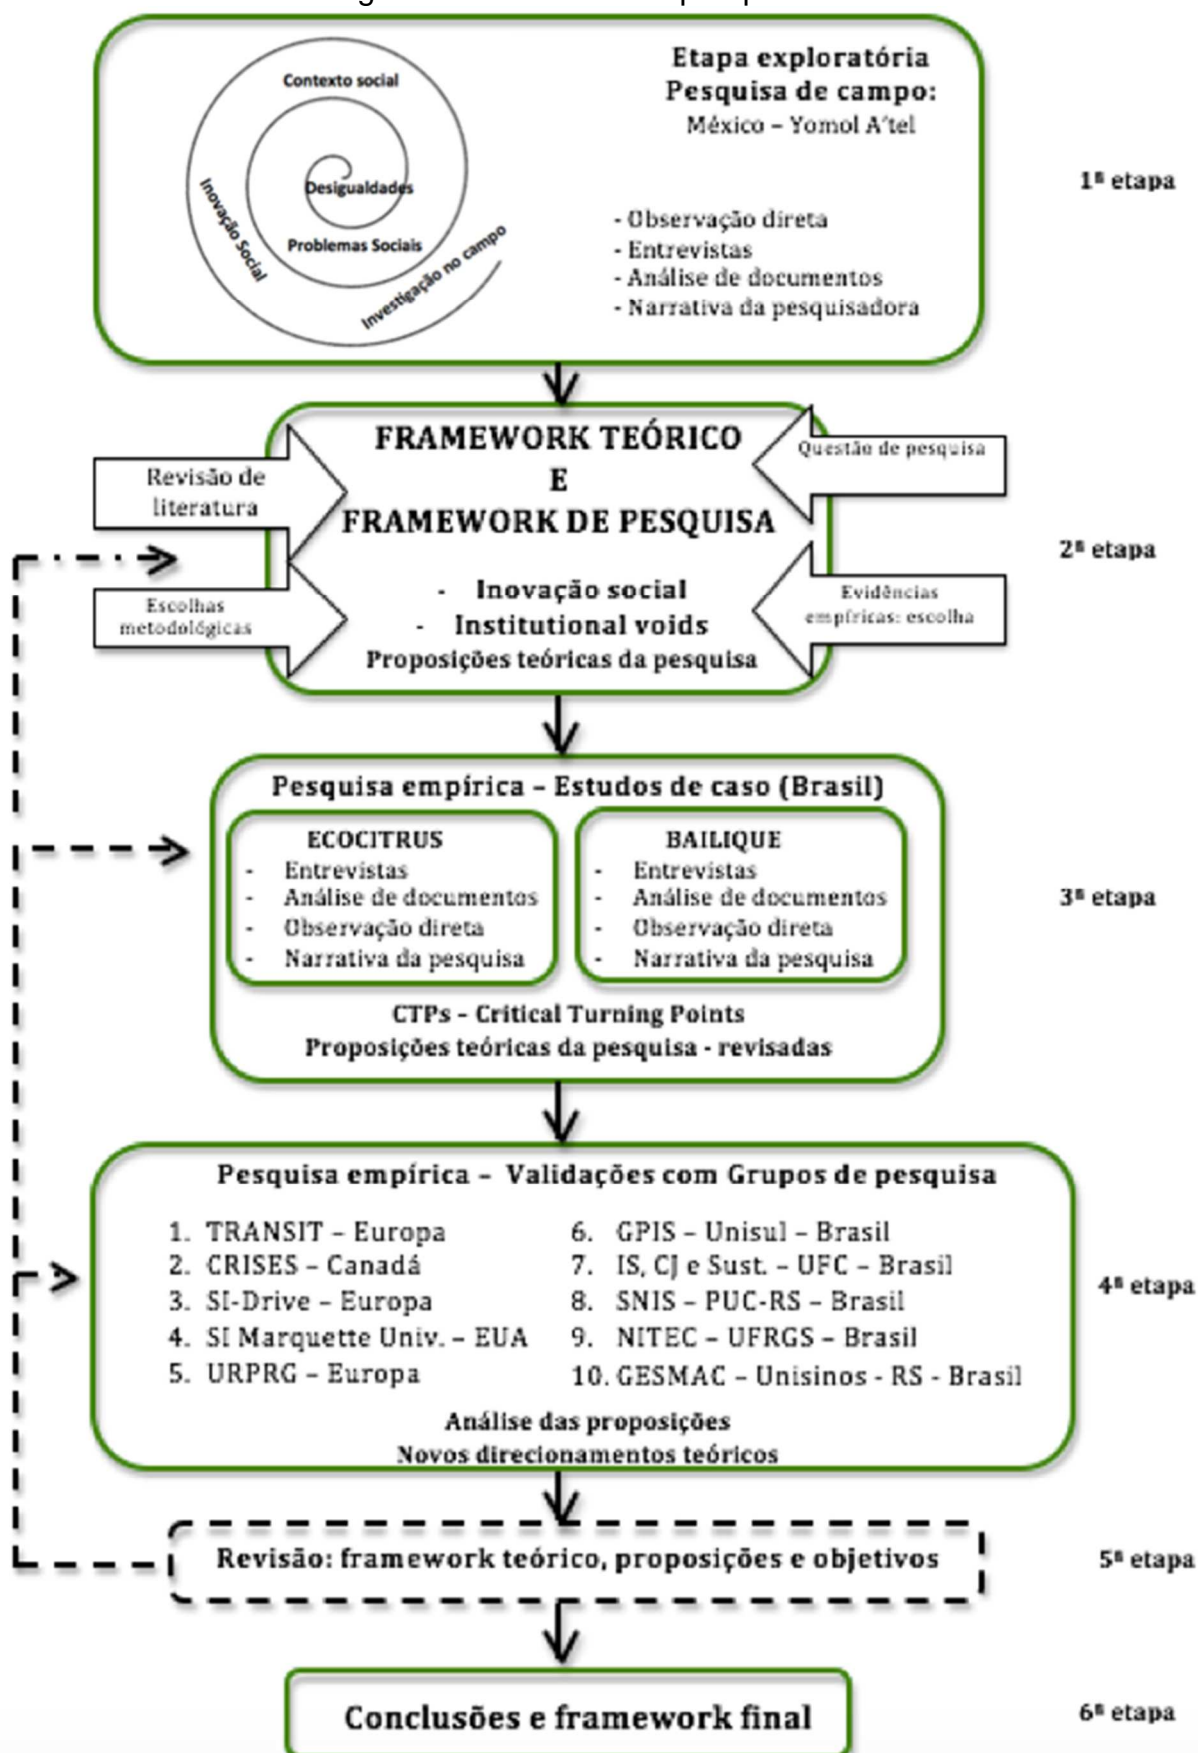 Etapa exploratória
Pesquisa de campo:
México – Yomol A'tel
Contexto social
Desigualdades
Problemas Sociais
Inovação Social
Investigação no campo
- Observação direta
- Entrevistas
- Análise de documentos
- Narrativa da pesquisadora
1ª etapa
FRAMEWORK TEÓRICO
E
FRAMEWORK DE PESQUISA
- Inovação social
- Institutional voids
Proposições teóricas da pesquisa
Revisão de
literatura
Escolhas
metodológicas
Questão de pesquisa
Evidências
empíricas: escolha
2ª etapa
Pesquisa empírica – Estudos de caso (Brasil)
ECOCITRUS
- Entrevistas
- Análise de documentos
- Observação direta
- Narrativa da pesquisa
BAILIQUE
- Entrevistas
- Análise de documentos
- Observação direta
- Narrativa da pesquisa
CTPs – Critical Turning Points
Proposições teóricas da pesquisa - revisadas
3ª etapa
Pesquisa empírica – Validações com Grupos de pesquisa
1. TRANSIT – Europa
2. CRISES – Canadá
3. SI-Drive – Europa
4. SI Marquette Univ. – EUA
5. URPRG – Europa
6. GPIS – Unisul – Brasil
7. IS, CJ e Sust. – UFC – Brasil
8. SNIS – PUC-RS – Brasil
9. NITEC – UFRGS – Brasil
10. GESMAC – Unisinos - RS - Brasil
Análise das proposições
Novos direcionamentos teóricos
4ª etapa
Revisão: framework teórico, proposições e objetivos
5ª etapa
Conclusões e framework final
6ª etapa